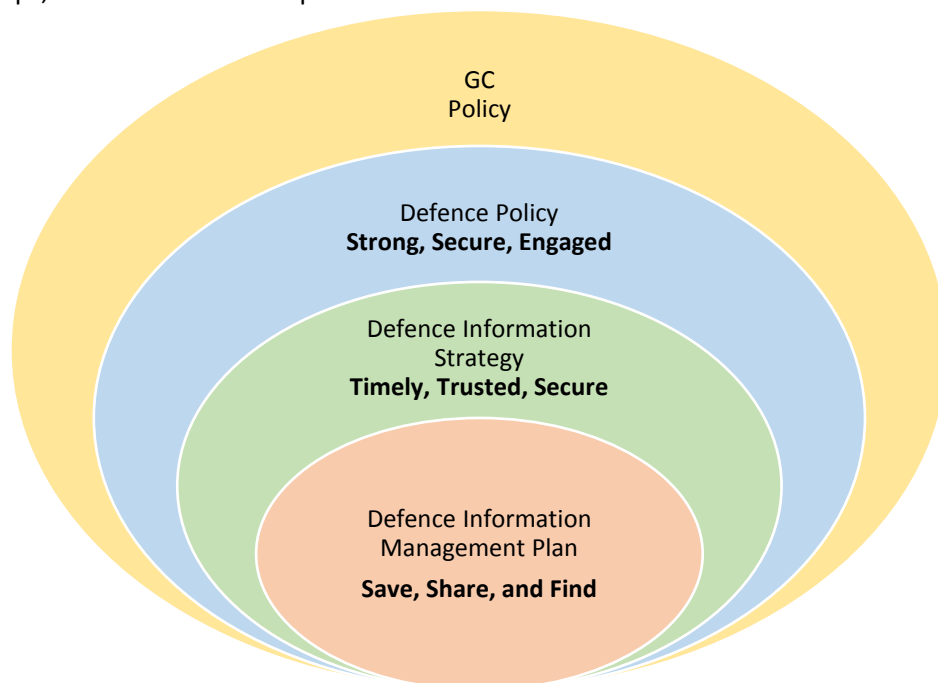 GC
Policy
Defence Policy
Strong, Secure, Engaged
Defence Information
Strategy
Timely, Trusted, Secure
Defence Information
Management Plan
Save, Share, and Find